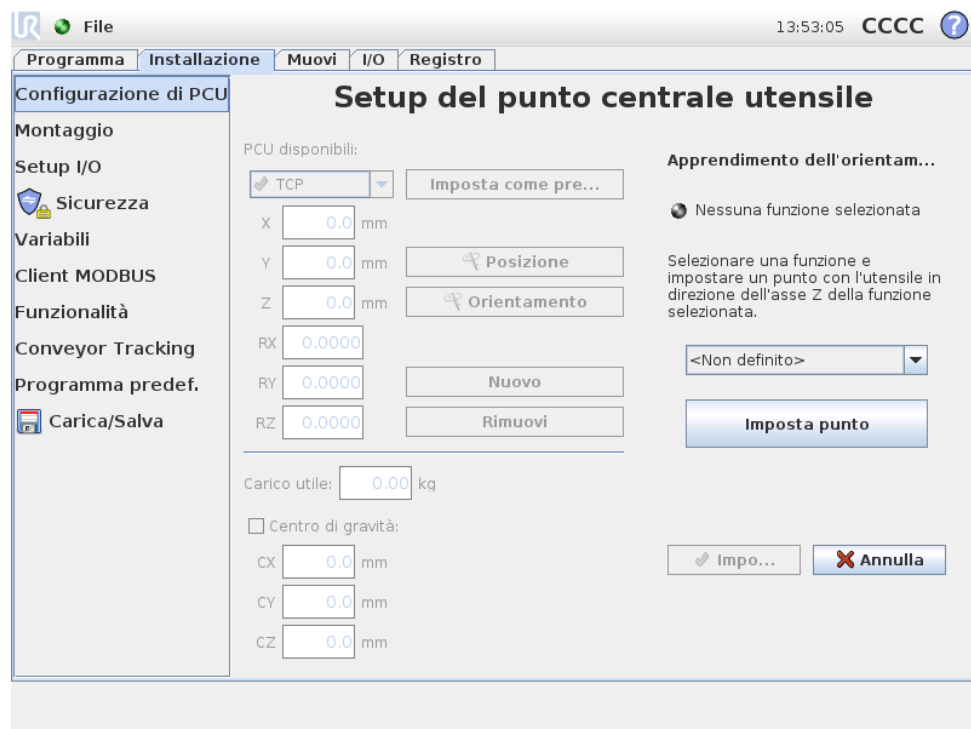 UR File 13:53:05 CCCC ?
Programma Installazione Muovi I/O Registro
Configurazione di PCU
Montaggio
Setup I/O
Sicurezza
Variabili
Client MODBUS
Funzionalità
Conveyor Tracking
Programma predef.
Carica/Salva
Setup del punto centrale utensile
PCU disponibili:
TCP Imposta come pre...
X 0.0 mm
Y 0.0 mm Posizione
Z 0.0 mm Orientamento
RX 0.0000
RY 0.0000 Nuovo
RZ 0.0000 Rimuovi
Carico utile: 0.00 kg
Centro di gravità:
CX 0.0 mm
CY 0.0 mm
CZ 0.0 mm
Apprendimento dell'orientam...
Nessuna funzione selezionata
Selezionare una funzione e
impostare un punto con l'utensile in
direzione dell'asse Z della funzione
selezionata.
<Non definito>
Imposta punto
Impo... Annulla